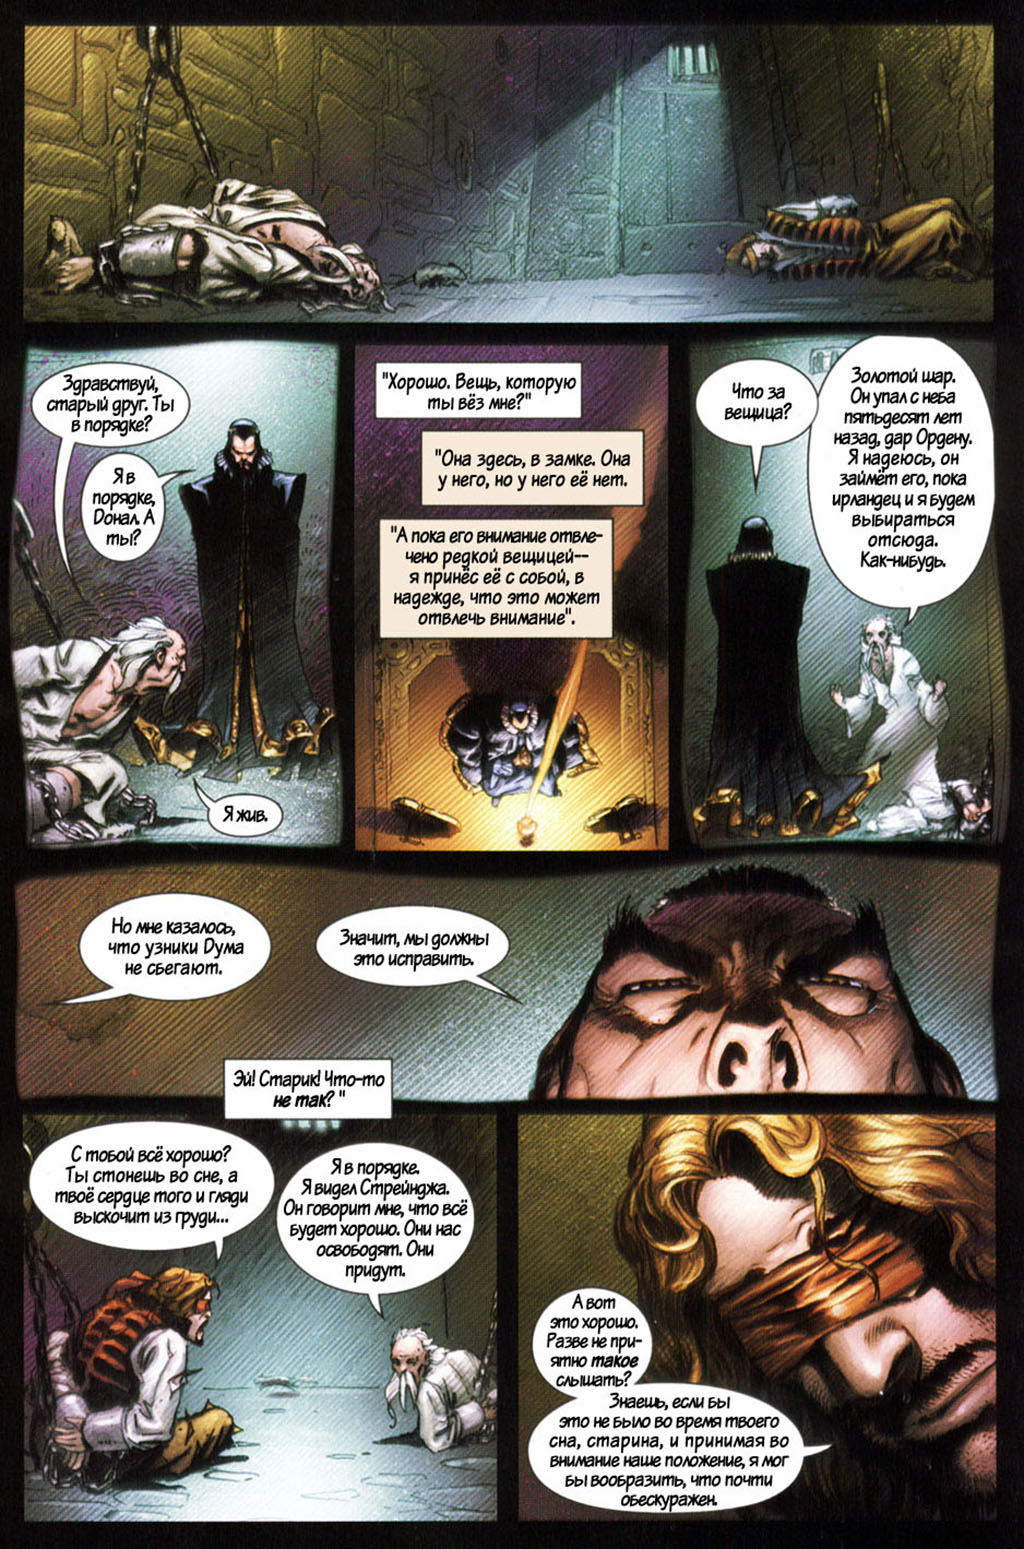 Здравствуй,
старый друг. Ты
в порядке?
Я в
порядке,
Донал. А
ты?
Я жив.
"Хорошо. Вещь, которую
ты вёз мне?"
"Она здесь, в замке. Она
у него, но у него её нет.
"А пока его внимание отвле-
чено редкой вещицей--
я принёс её с собой, в
надежде, что это может
отвлечь внимание".
Что за
вещица?
Золотой шар.
Он упал с неба
пятьдесят лет
назад, дар Ордену.
Я надеюсь, он
займёт его, пока
ирландец и я будем
выбираться
отсюда.
Как-нибудь.
Но мне казалось,
что узники Дума
не сбегают.
Значит, мы должны
это исправить.
Эй! Старик! Что-то
не так? "
С тобой всё хорошо?
Ты стонешь во сне, а
твоё сердце того и гляди
выскочит из груди...
Я в порядке.
Я видел Стрейнджа.
Он говорит мне, что всё
будет хорошо. Они нас
освободят. Они
придут.
А вот
это хорошо.
Разве не при-
ятно такое
слышать?
Знаешь, если бы
это не было во время твоего
сна, старина, и принимая во
внимание наше положение, я мог
бы вообразить, что почти
обескуражен.